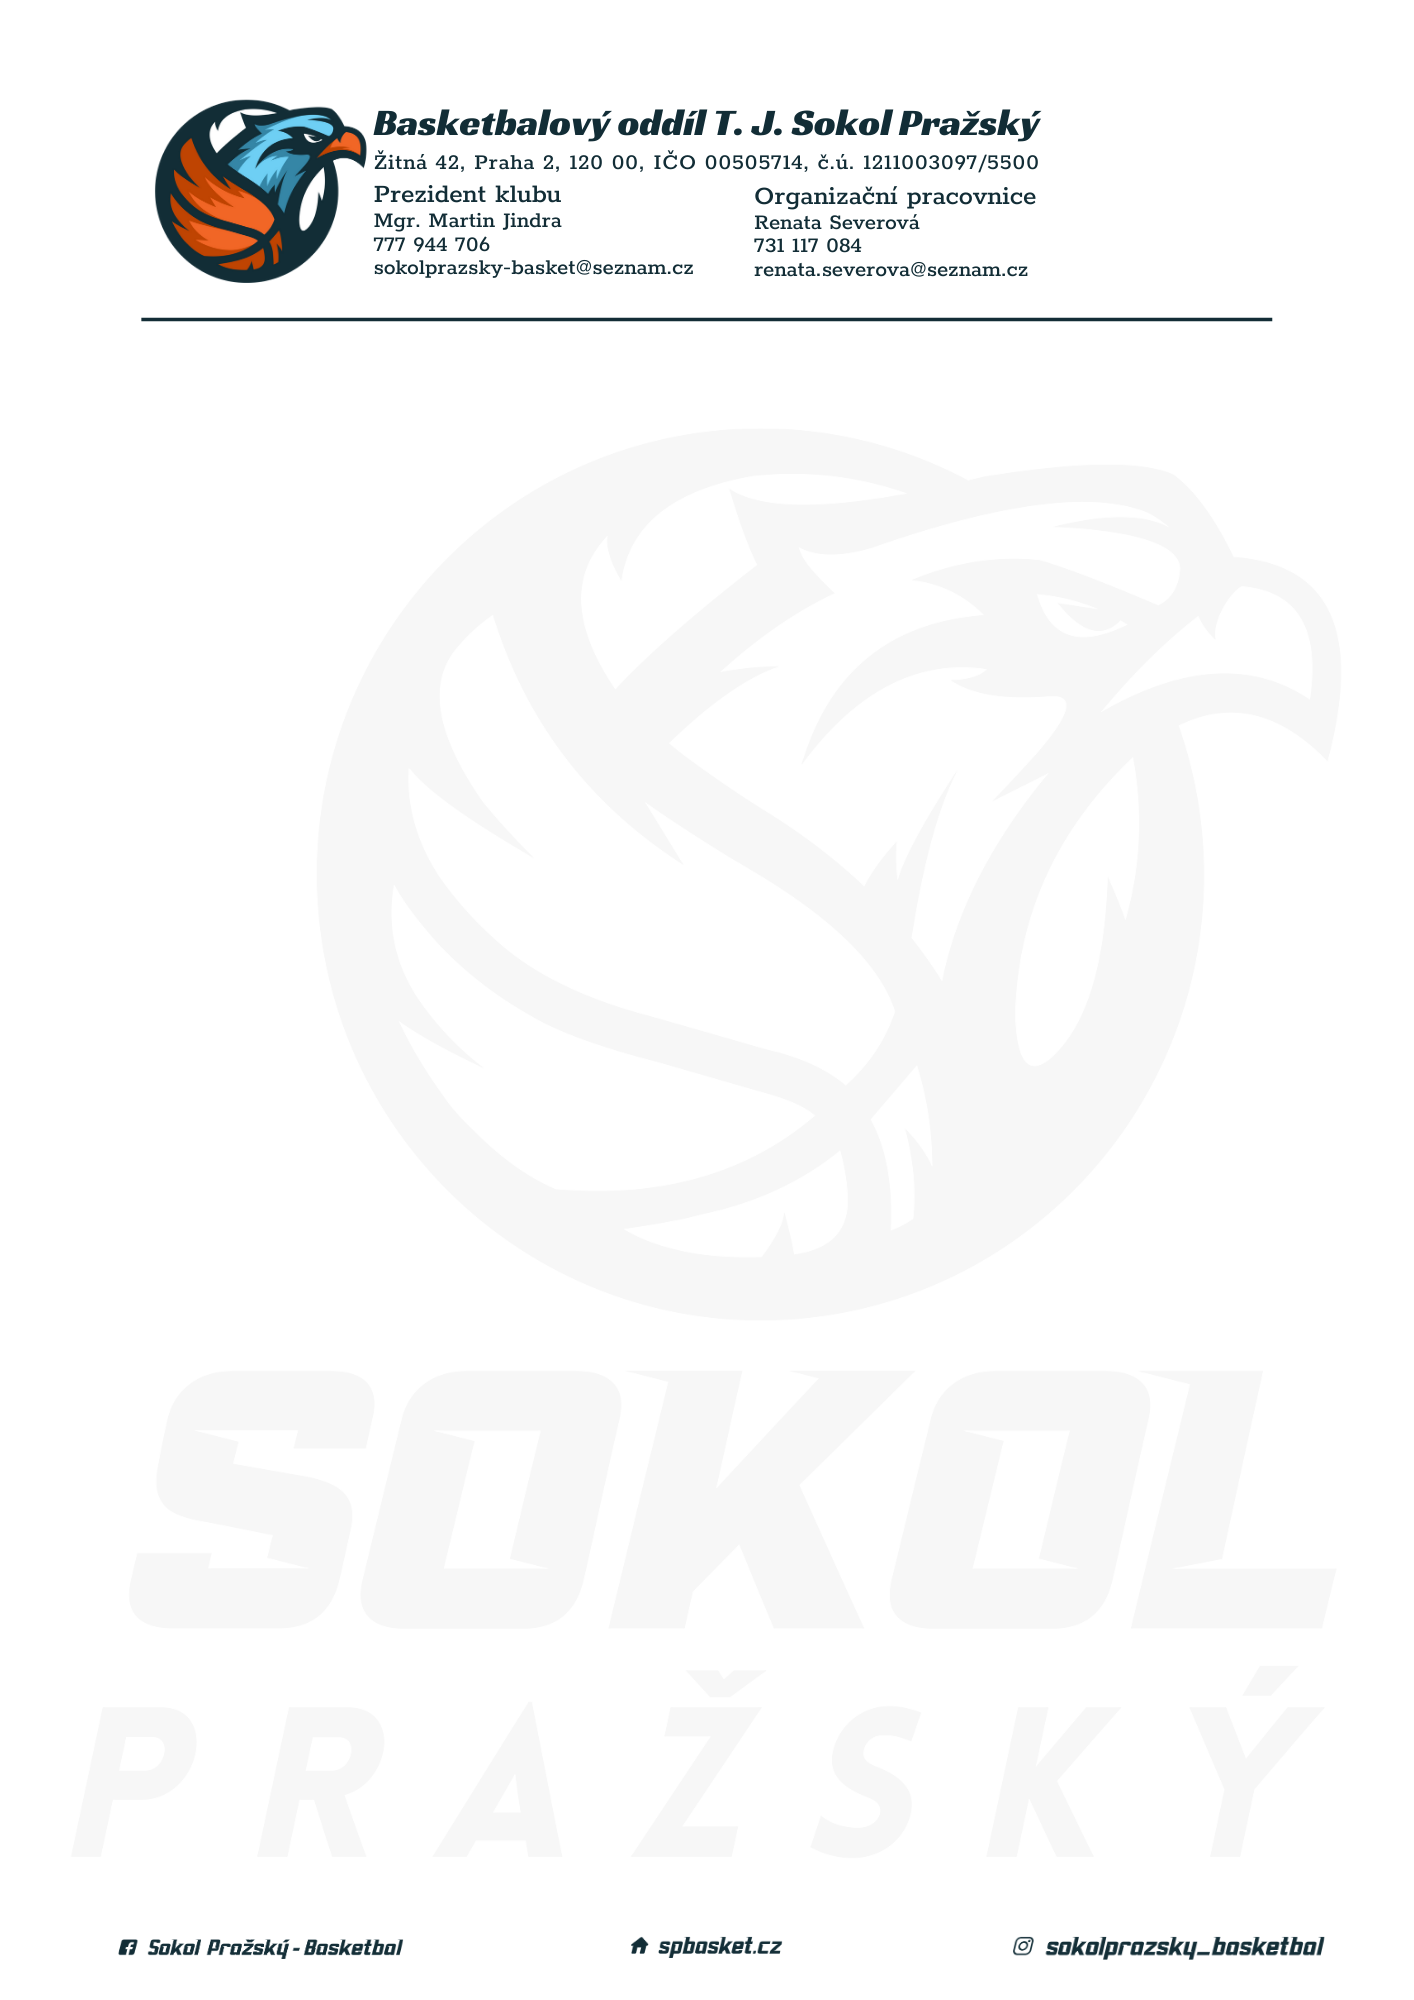 Basketbalový oddíl T. J. Sokol Pražský
Žitná 42, Praha 2, 120 00, IČO 00505714, č.ú. 1211003097/5500
Prezident klubu
Mgr. Martin Jindra
777 944 706
sokolprazsky-basket@seznam.cz
Organizační pracovnice
Renata Severová
731 117 084
renata.severova@seznam.cz
SOKOL
PRAŽSKÝ
Sokol Pražský - Basketbal
spbasket.cz
sokolprazsky_basketbal